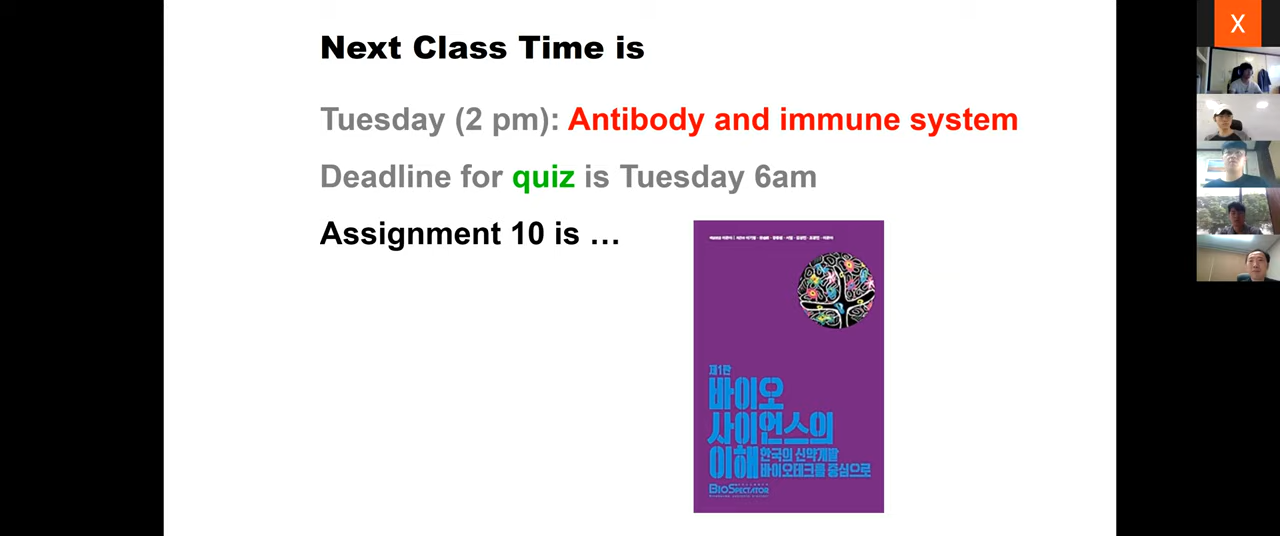 Next Class Time is
Tuesday (2 pm): Antibody and immune system
Deadline for quiz is Tuesday 6am
Assignment 10 is …
제1판
바이오
사이언스의
이해 한국의 신약개발
바이오테크를 중심으로
BIOSPECTATOR
X